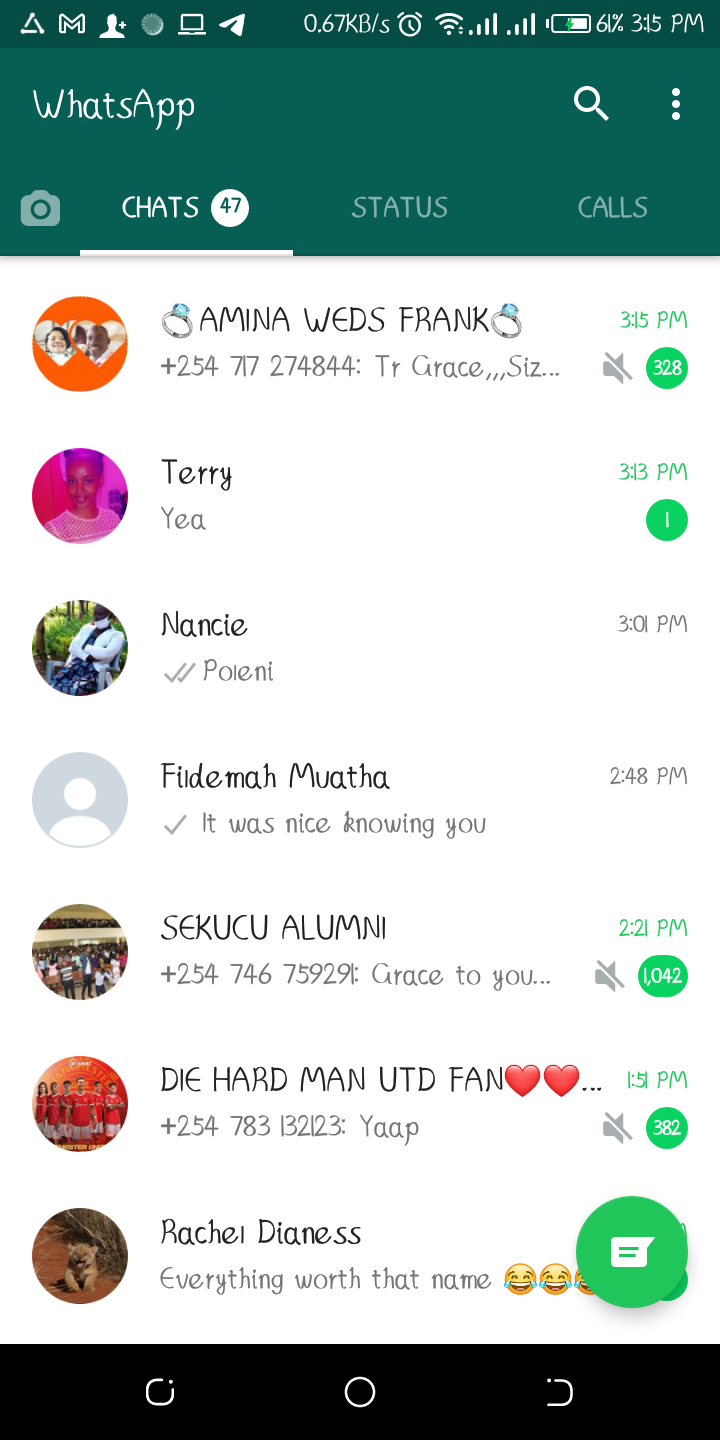 0.67KB/s 61% 3:15 PM
WhatsApp
CHATS 47 STATUS CALLS
💍AMINA WEDS FRANK💍 3:15 PM
+254 717 274844: Tr Grace,,,Siz... 328
Terry 3:13 PM
Yea 1
Nancie 3:01 PM
Poleni
Fildemah Muatha 2:48 PM
It was nice knowing you
SEKUCU ALUMNI 2:21 PM
+254 746 759291: Grace to you... 1,042
DIE HARD MAN UTD FAN❤️❤️... 1:51 PM
+254 783 132123: Yaap 382
Rachel Dianess
Everything worth that name 😂😂😂